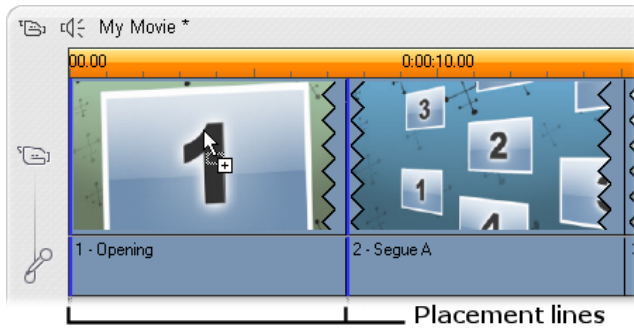 My Movie *
00.00
0:00:10.00
1
3
2
1
4
1 - Opening
2 - Segue A
3
Placement lines